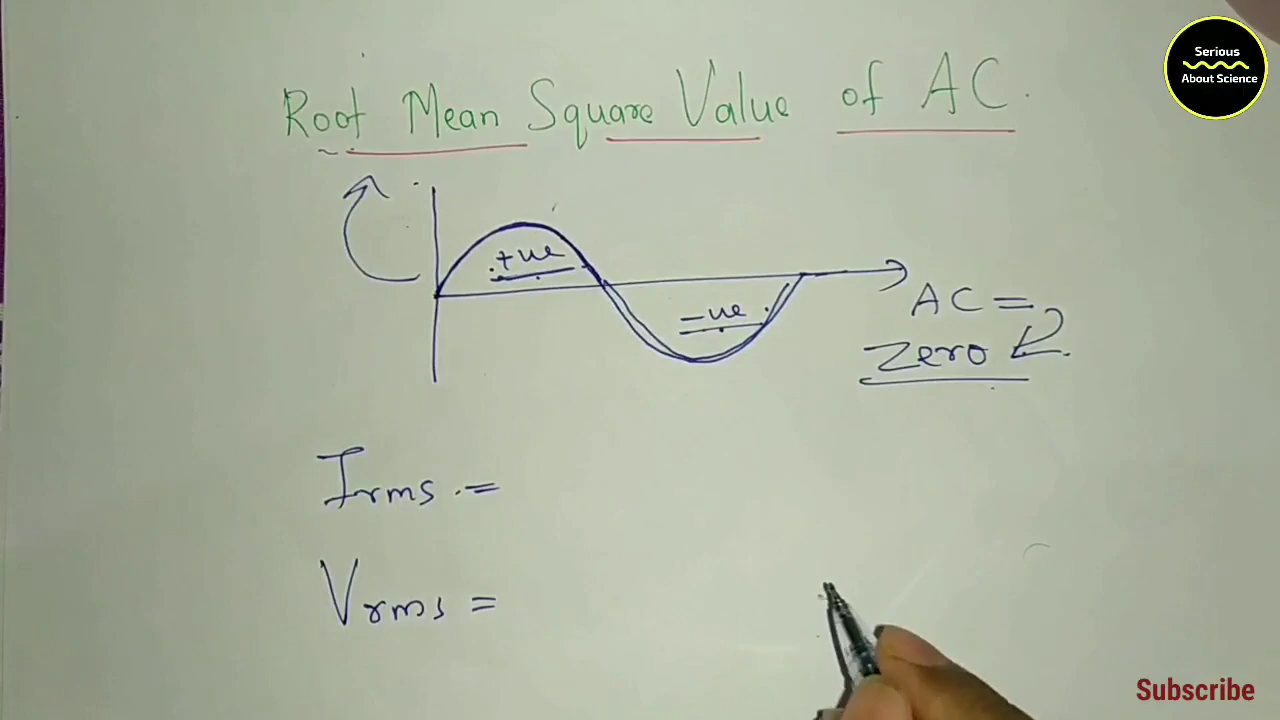 Serious
About Science
Root Mean Square Value of AC.
+ve
-ve
AC =
Zero
Irms =
Vrms =
Subscribe